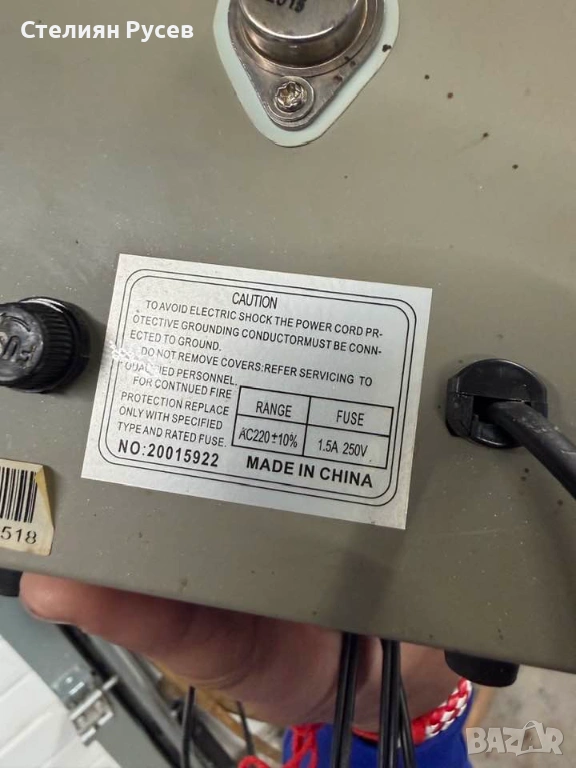 Стелиян Русев
2015
CAUTION
TO AVOID ELECTRIC SHOCK THE POWER CORD PR-
OTECTIVE GROUNDING CONDUCTORMUST BE CONN-
ECTED TO GROUND.
DO NOT REMOVE COVERS:REFER SERVICING TO
QUALIFIED PERSONNEL.
FOR CONTNUED FIRE
PROTECTION REPLACE
ONLY WITH SPECIFIED
TYPE AND RATED FUSE.
RANGE FUSE
AC220±10% 1.5A 250V
NO:20015922 MADE IN CHINA
518
BAZAR